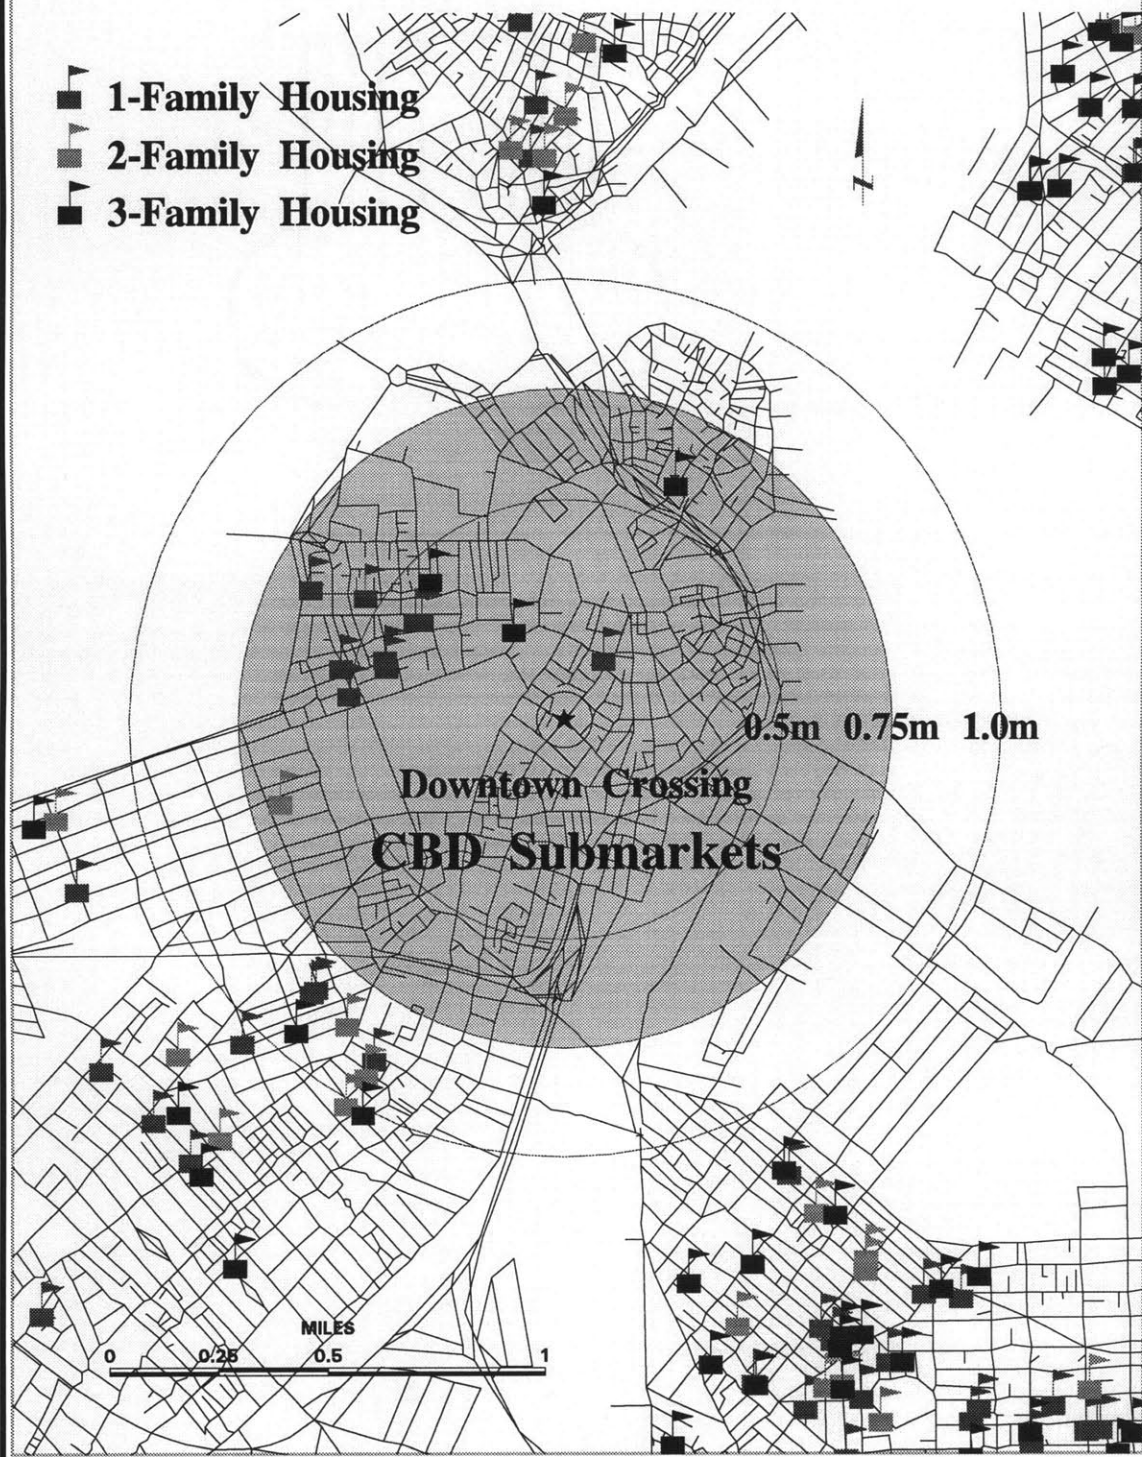 1-Family Housing
2-Family Housing
3-Family Housing
N
0.5m 0.75m 1.0m
Downtown Crossing
CBD Submarkets
MILES
0 0.25 0.5 1